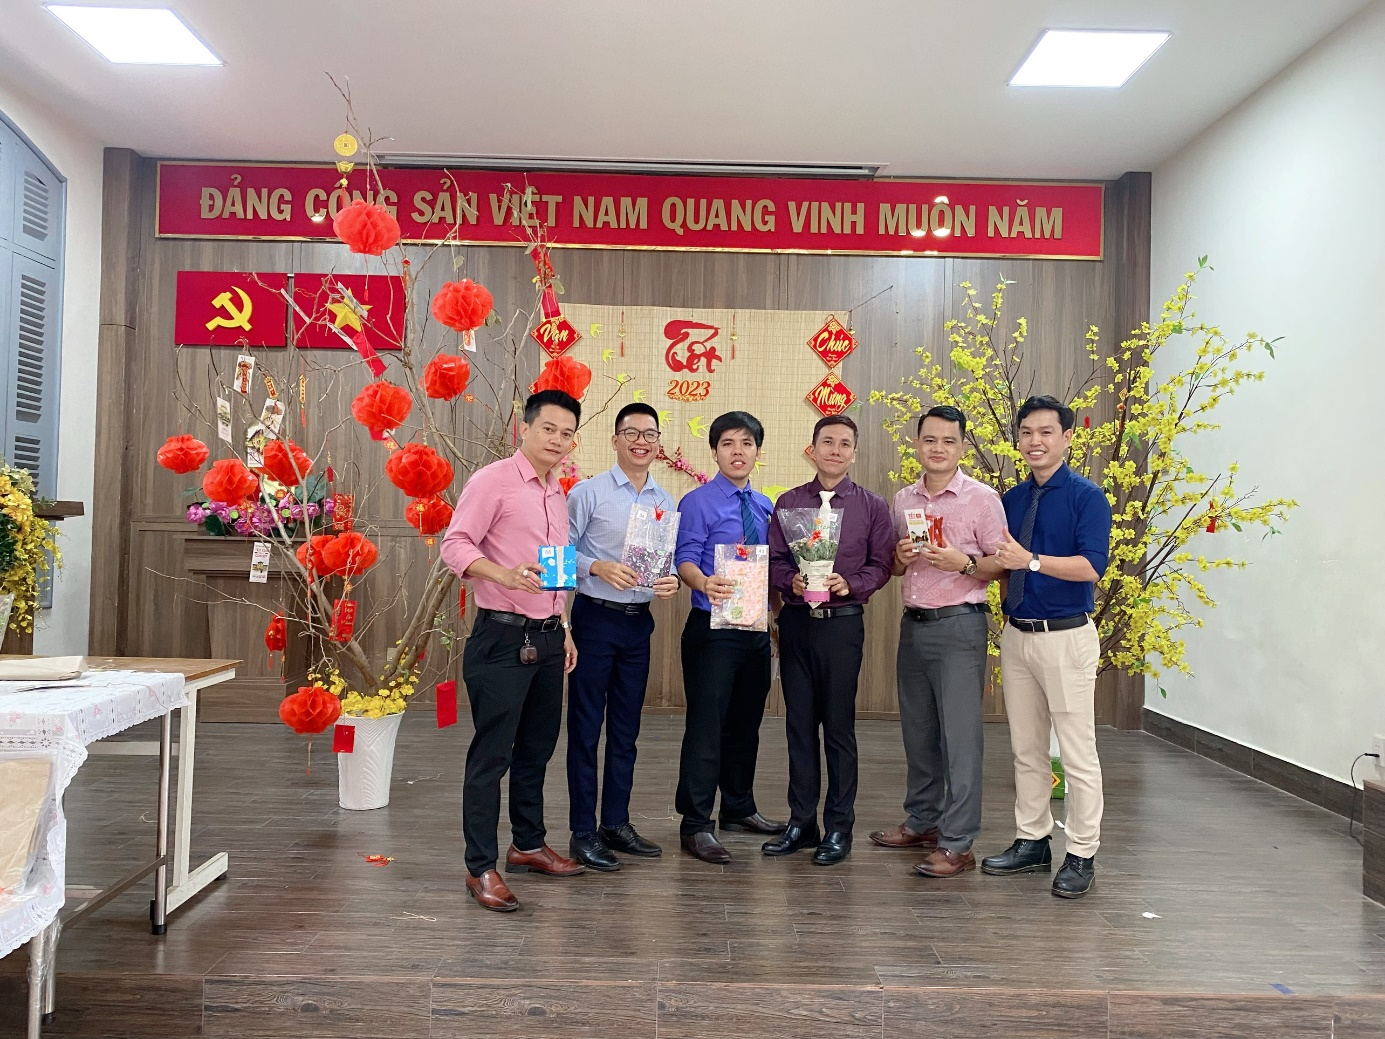 ĐẢNG CỘNG SẢN VIỆT NAM QUANG VINH MUÔN NĂM
Vạn
Tết
2023
Chúc
Mừng